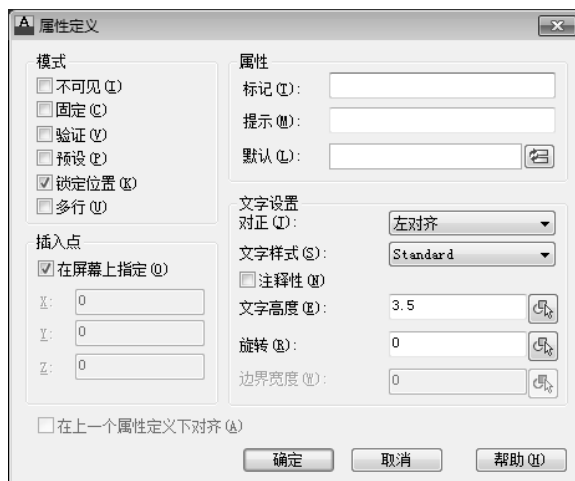 属性定义
模式
不可见(I)
固定(C)
验证(V)
预设(P)
锁定位置(K)
多行(U)
插入点
在屏幕上指定(O)
X: 0
Y: 0
Z: 0
属性
标记(T):
提示(M):
默认(L):
文字设置
对正(J): 左对齐
文字样式(S): Standard
注释性(N)
文字高度(E): 3.5
旋转(R): 0
边界宽度(W): 0
在上一个属性定义下对齐(A)
确定 取消 帮助(H)